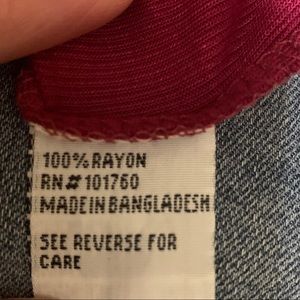 100% RAYON
RN#101760
MADE IN BANGLADESH
SEE REVERSE FOR
CARE